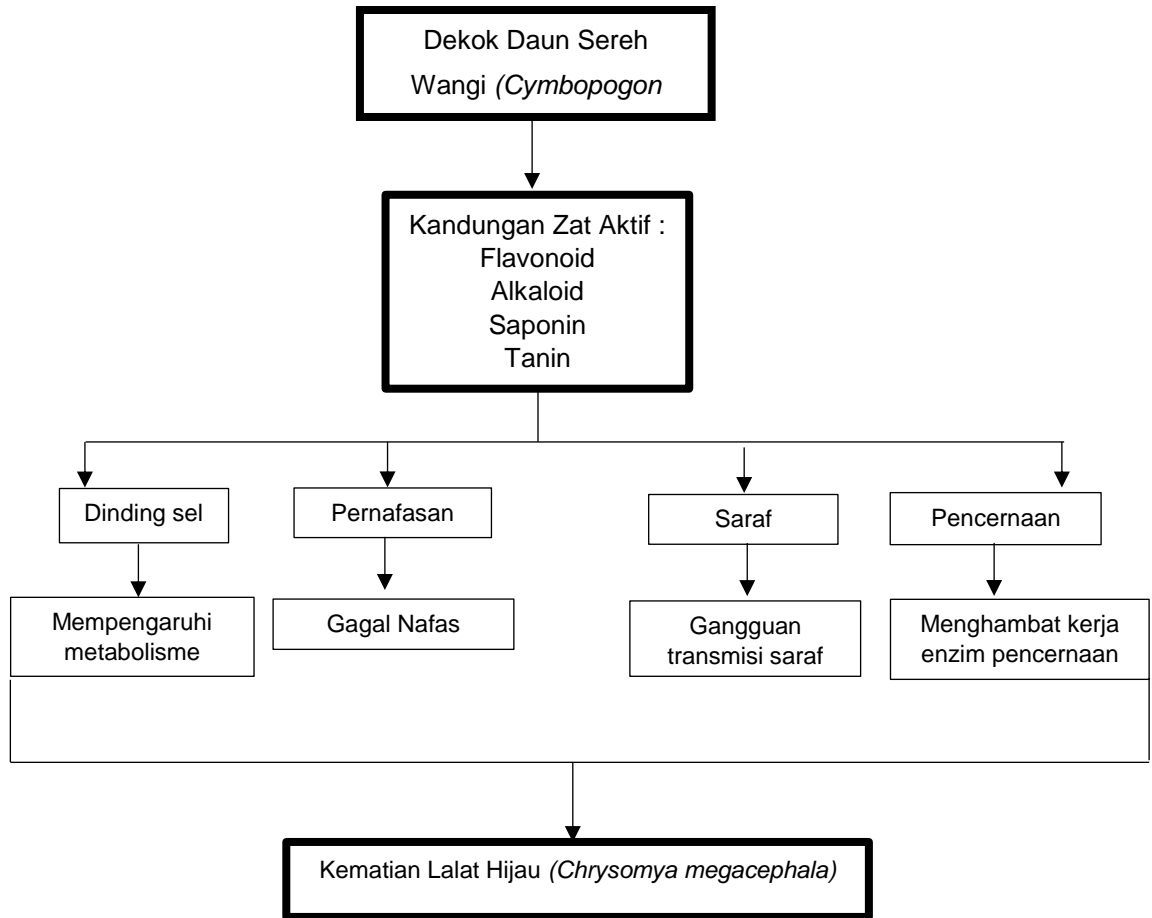 Dekok Daun Sereh
Wangi (Cymbopogon
Kandungan Zat Aktif :
Flavonoid
Alkaloid
Saponin
Tanin
Dinding sel
Pernafasan
Saraf
Pencernaan
Mempengaruhi
metabolisme
Gagal Nafas
Gangguan
transmisi saraf
Menghambat kerja
enzim pencernaan
Kematian Lalat Hijau (Chrysomya megacephala)